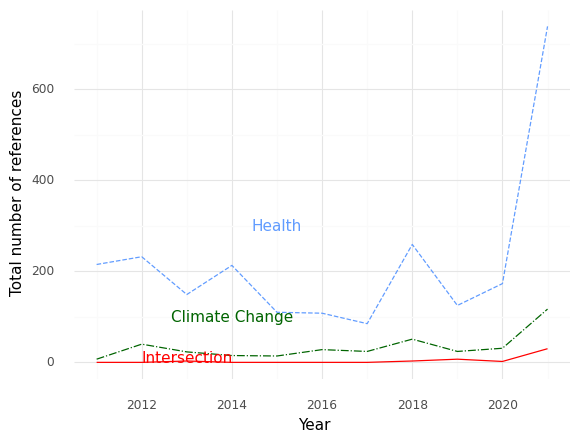 Total number of references
600
400
200
0
Health
Climate Change
Intersection
2012 2014 2016 2018 2020
Year